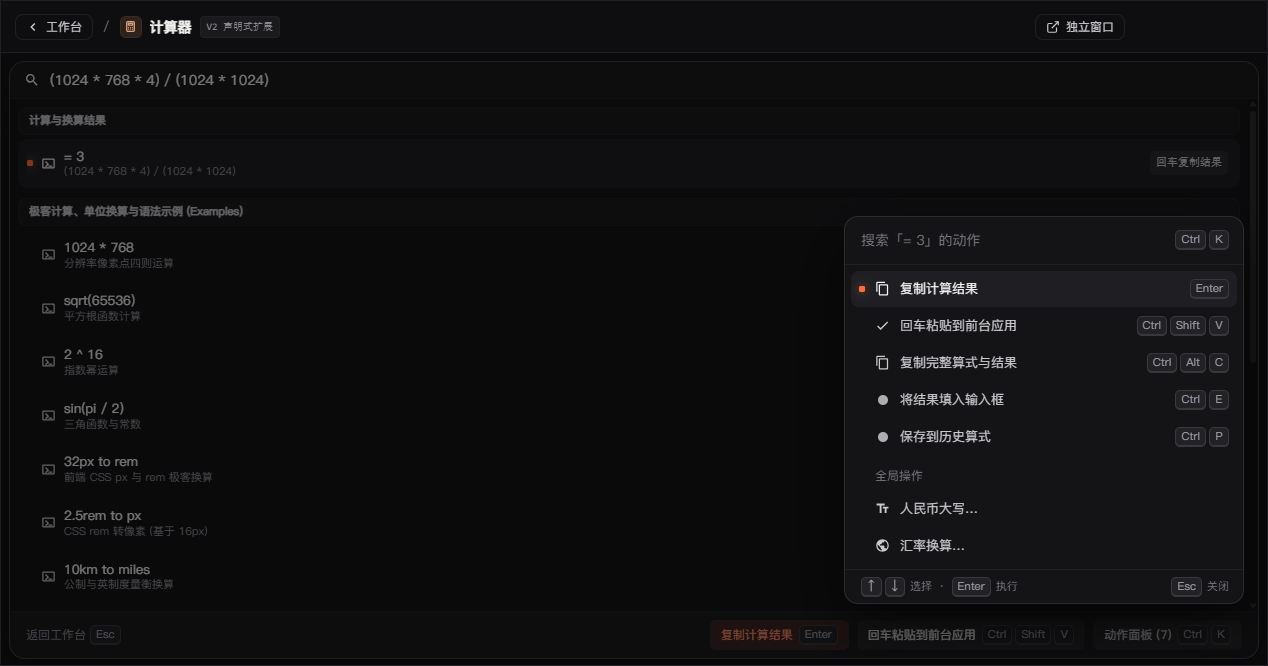 工作台 / 计算器 V2 声明式扩展 独立窗口
(1024 * 768 * 4) / (1024 * 1024)
计算与换算结果
= 3
(1024 * 768 * 4) / (1024 * 1024)
回车复制结果
极客计算、单位换算与语法示例 (Examples)
1024 * 768
分辨率像素点四则运算
sqrt(65536)
平方根函数计算
2 ^ 16
指数幂运算
sin(pi / 2)
三角函数与常数
32px to rem
前端 CSS px 与 rem 极客换算
2.5rem to px
CSS rem 转像素 (基于 16px)
10km to miles
公制与英制度量衡换算
搜索「= 3」的动作 Ctrl K
复制计算结果 Enter
回车粘贴到前台应用 Ctrl Shift V
复制完整算式与结果 Ctrl Alt C
将结果填入输入框 Ctrl E
保存到历史算式 Ctrl P
全局操作
人民币大写...
汇率换算...
↑ ↓ 选择 · Enter 执行 Esc 关闭
返回工作台 Esc 复制计算结果 Enter 回车粘贴到前台应用 Ctrl Shift V 动作面板 (7) Ctrl K